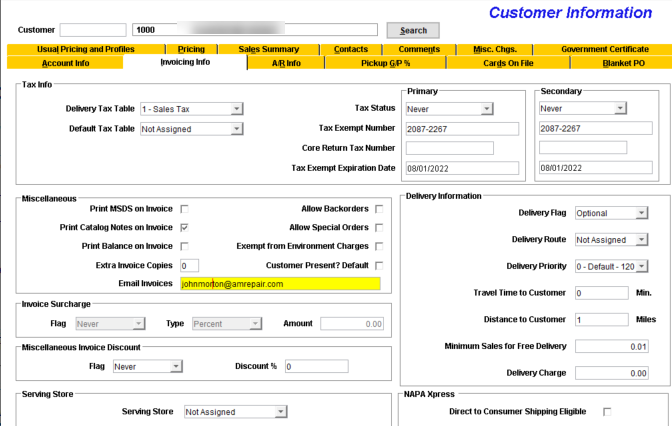 Customer Information
Customer 1000 Search
Usual Pricing and Profiles Pricing Sales Summary Contacts Comments Misc. Chgs. Government Certificate
Account Info Invoicing Info A/R Info Pickup G/P % Cards On File Blanket PO
Tax Info Primary Secondary
Delivery Tax Table 1 - Sales Tax Tax Status Never Never
Default Tax Table Not Assigned Tax Exempt Number 2087-2267 2087-2267
Core Return Tax Number
Tax Exempt Expiration Date 08/01/2022 08/01/2022
Miscellaneous
Print MSDS on Invoice Allow Backorders
Print Catalog Notes on Invoice Allow Special Orders
Print Balance on Invoice Exempt from Environment Charges
Extra Invoice Copies 0 Customer Present? Default
Email Invoices johnmorton@amrepair.com
Invoice Surcharge
Flag Never Type Percent Amount 0.00
Miscellaneous Invoice Discount
Flag Never Discount % 0
Serving Store
Serving Store Not Assigned
Delivery Information
Delivery Flag Optional
Delivery Route Not Assigned
Delivery Priority 0 - Default - 120
Travel Time to Customer 0 Min.
Distance to Customer 1 Miles
Minimum Sales for Free Delivery 0.01
Delivery Charge 0.00
NAPA Xpress
Direct to Consumer Shipping Eligible